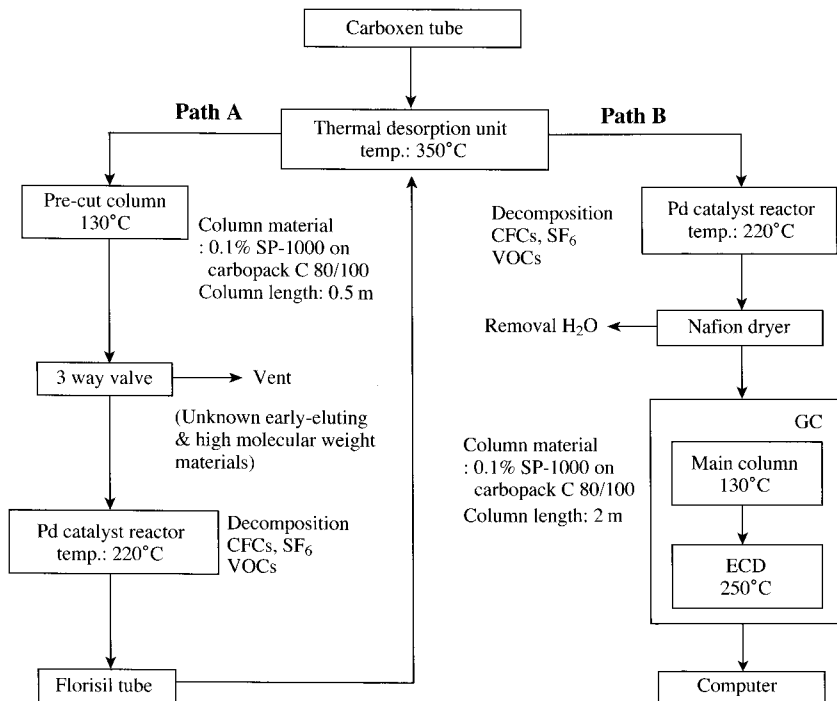 Carboxen tube
Path A
Path B
Thermal desorption unit
temp.: 350°C
Pre-cut column
130°C
Column material
: 0.1% SP-1000 on
carbopack C 80/100
Column length: 0.5 m
3 way valve
Vent
(Unknown early-eluting
& high molecular weight
materials)
Pd catalyst reactor
temp.: 220°C
Decomposition
CFCs, SF₆
VOCs
Florisil tube
Decomposition
CFCs, SF₆
VOCs
Pd catalyst reactor
temp.: 220°C
Removal H₂O
Nafion dryer
GC
Column material
: 0.1% SP-1000 on
carbopack C 80/100
Column length: 2 m
Main column
130°C
ECD
250°C
Computer